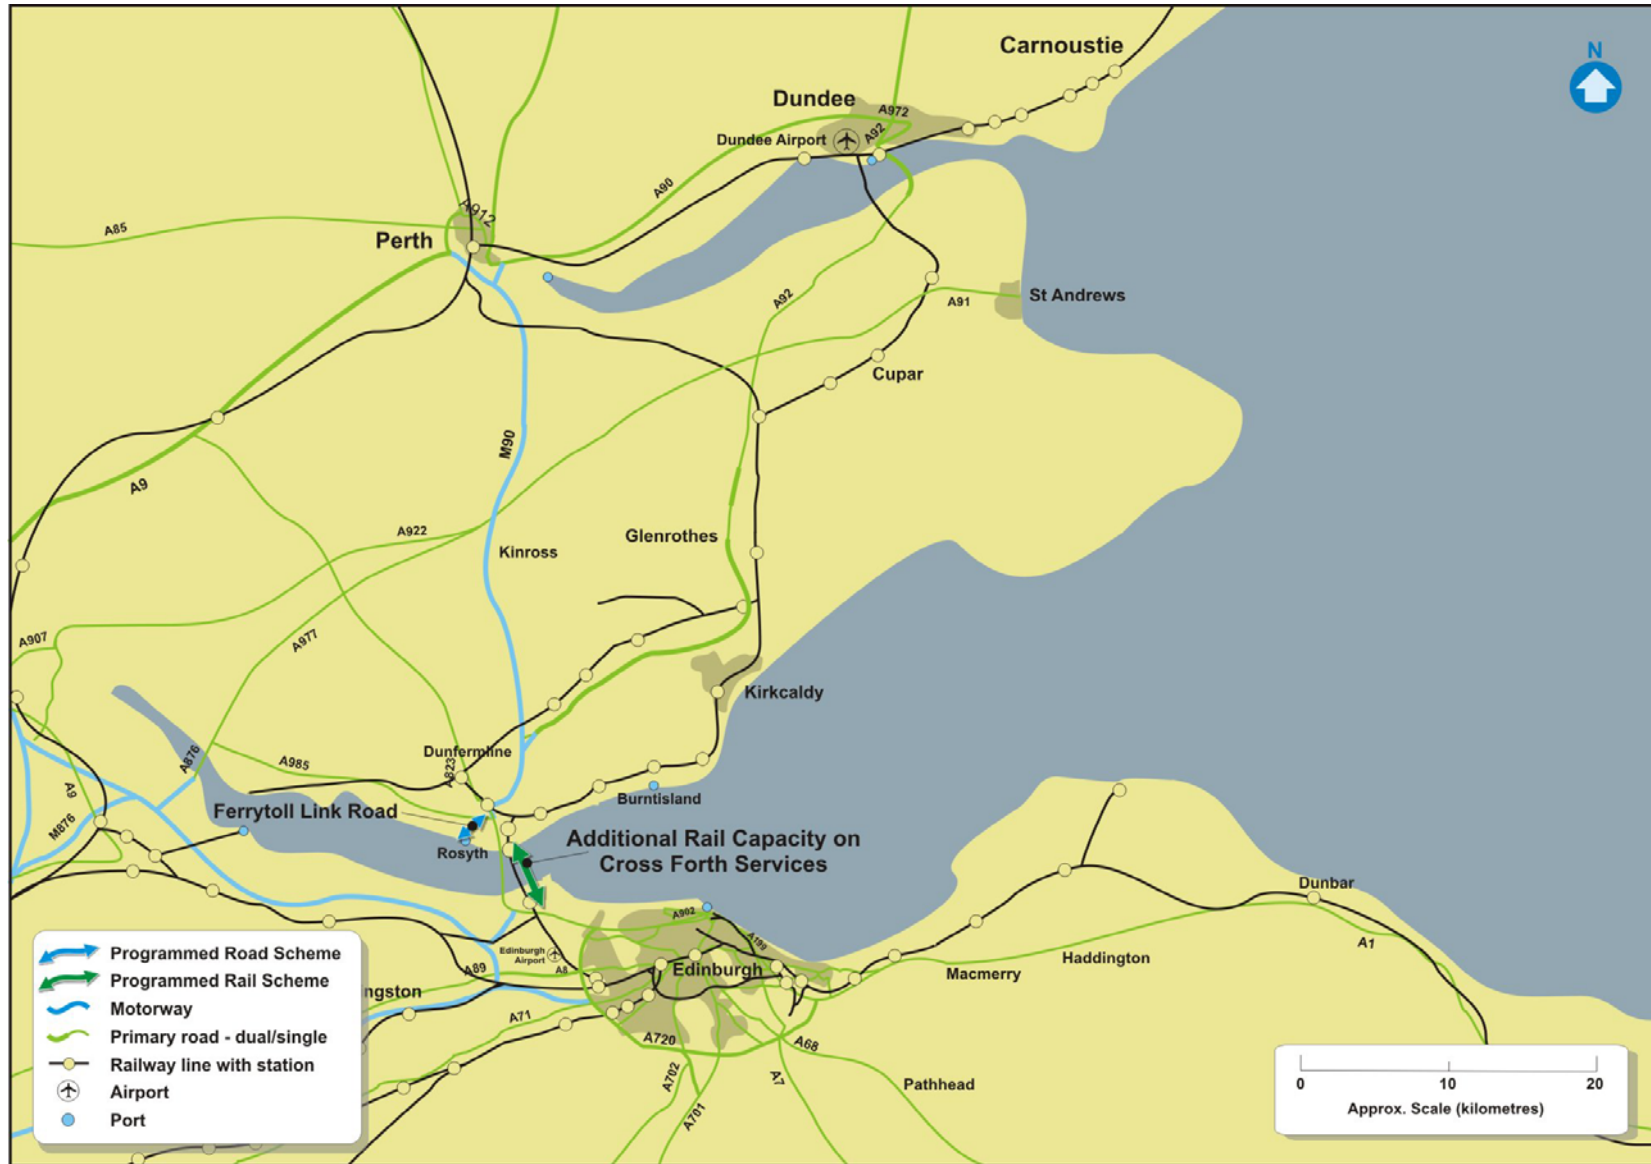 Carnoustie
N
Dundee
A972
Dundee Airport
A92
A90
A912
A85
Perth
A92
A91
St Andrews
Cupar
M90
A9
A922
Glenrothes
Kinross
A907
A977
Kirkcaldy
Dunfermline
A823
A876
A985
A9
Burntisland
Ferrytoll Link Road
M876
Additional Rail Capacity on
Cross Forth Services
Rosyth
Dunbar
A902
A199
A1
Edinburgh
Airport
A8
Edinburgh
Haddington
Macmerry
A89
ngston
A71
A720
A68
A702
A7
Pathhead
A701
Programmed Road Scheme
Programmed Rail Scheme
Motorway
Primary road - dual/single
Railway line with station
Airport
Port
0 10 20
Approx. Scale (kilometres)